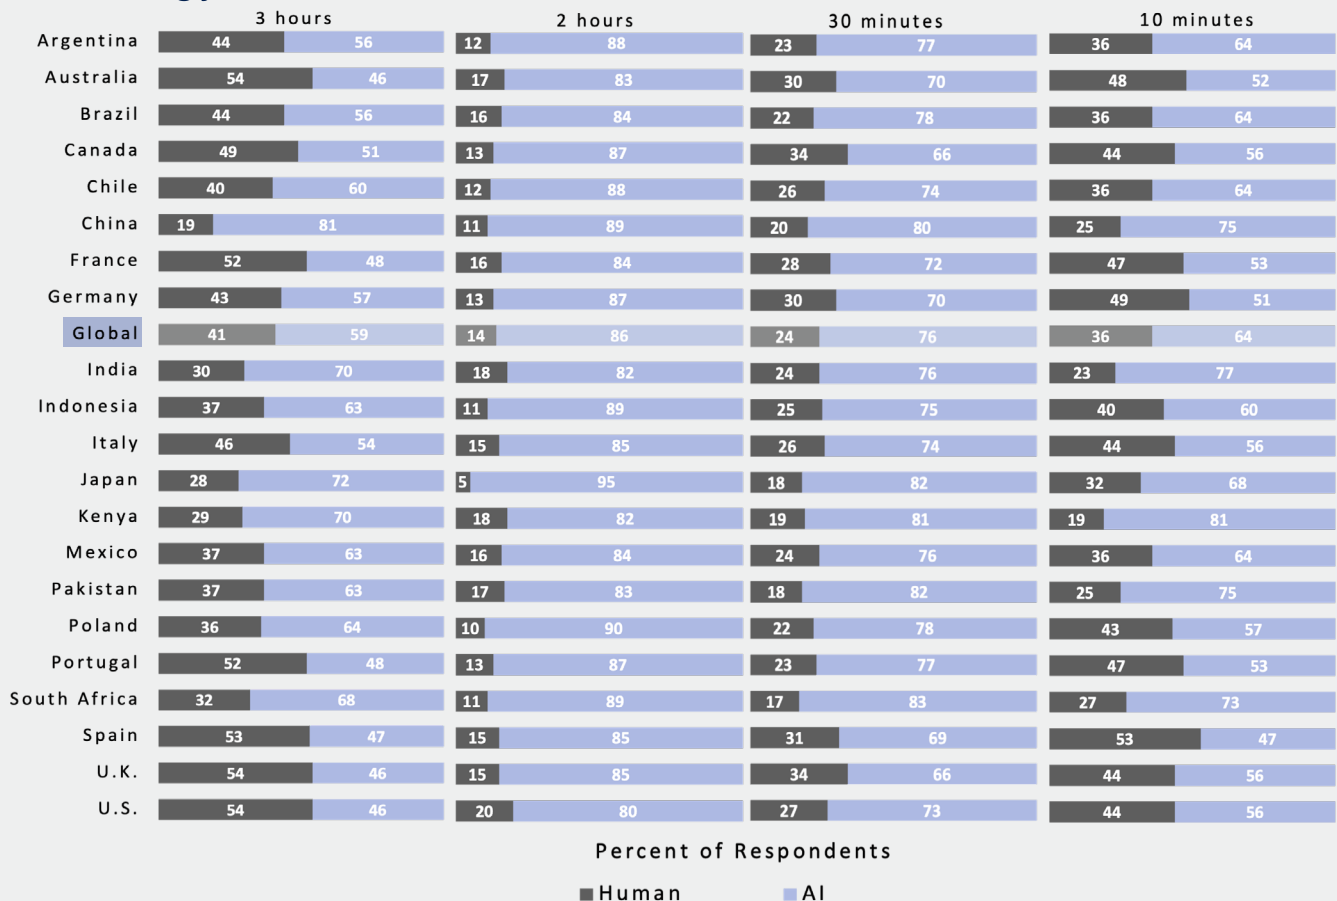 3 hours 2 hours 30 minutes 10 minutes
Argentina 44 56 12 88 23 77 36 64
Australia 54 46 17 83 30 70 48 52
Brazil 44 56 16 84 22 78 36 64
Canada 49 51 13 87 34 66 44 56
Chile 40 60 12 88 26 74 36 64
China 19 81 11 89 20 80 25 75
France 52 48 16 84 28 72 47 53
Germany 43 57 13 87 30 70 49 51
Global 41 59 14 86 24 76 36 64
India 30 70 18 82 24 76 23 77
Indonesia 37 63 11 89 25 75 40 60
Italy 46 54 15 85 26 74 44 56
Japan 28 72 5 95 18 82 32 68
Kenya 29 70 18 82 19 81 19 81
Mexico 37 63 16 84 24 76 36 64
Pakistan 37 63 17 83 18 82 25 75
Poland 36 64 10 90 22 78 43 57
Portugal 52 48 13 87 23 77 47 53
South Africa 32 68 11 89 17 83 27 73
Spain 53 47 15 85 31 69 53 47
U.K. 54 46 15 85 34 66 44 56
U.S. 54 46 20 80 27 73 44 56
Percent of Respondents
Human AI